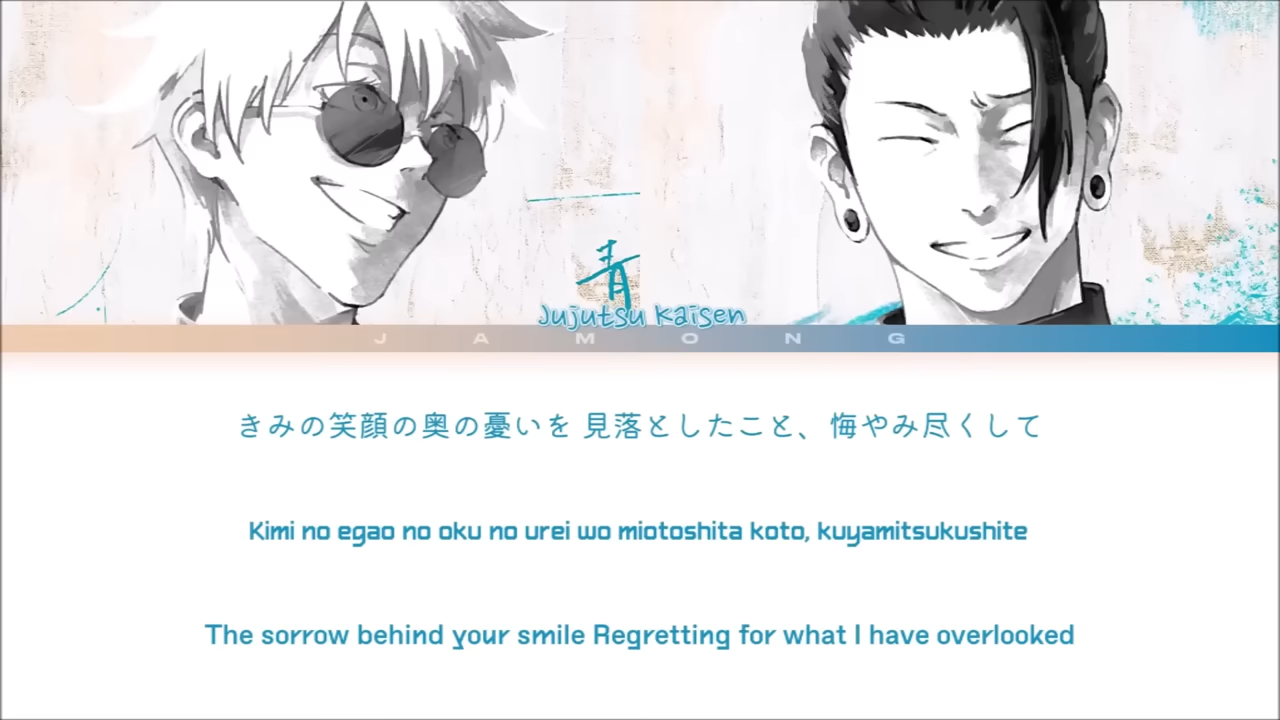 青
Jujutsu Kaisen
JAMONG
きみの笑顔の奥の憂いを 見落としたこと、悔やみ尽くして
Kimi no egao no oku no urei wo miotoshita koto, kuyamitsukushite
The sorrow behind your smile Regretting for what I have overlooked